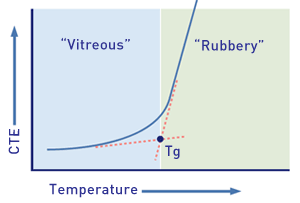 “Vitreous”
“Rubbery”
CTE
Tg
Temperature